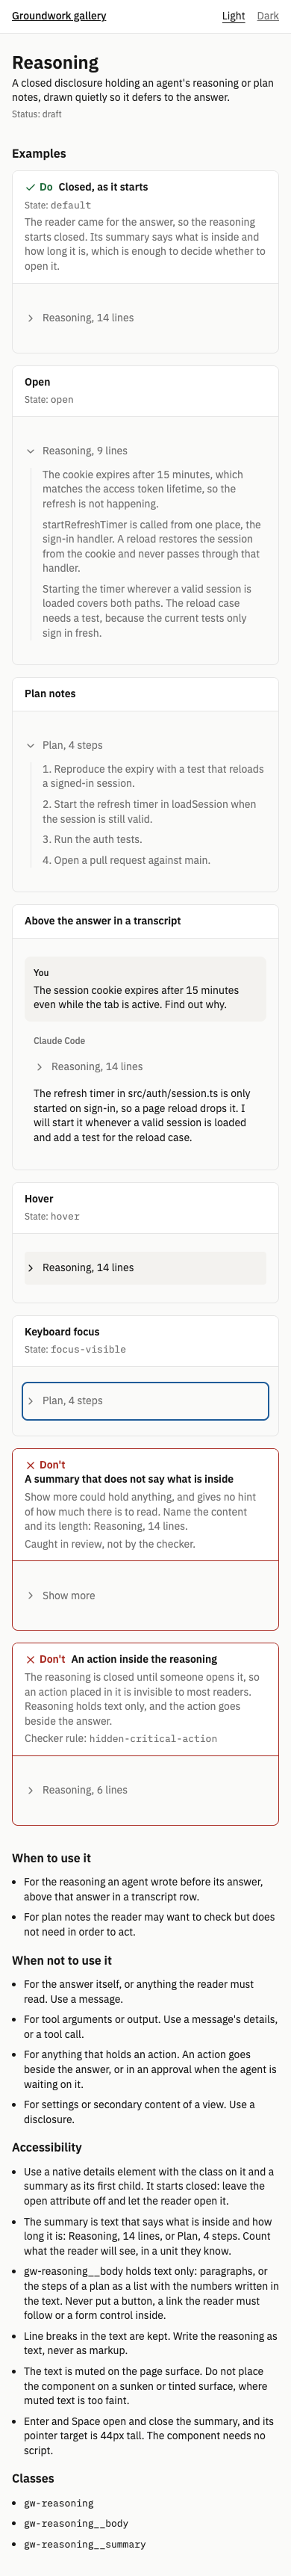 Groundwork gallery Light Dark
Reasoning
A closed disclosure holding an agent's reasoning or plan
notes, drawn quietly so it defers to the answer.
Status: draft
Examples
Do Closed, as it starts
State: default
The reader came for the answer, so the reasoning
starts closed. Its summary says what is inside and
how long it is, which is enough to decide whether to
open it.
Reasoning, 14 lines
Open
State: open
Reasoning, 9 lines
The cookie expires after 15 minutes, which
matches the access token lifetime, so the
refresh is not happening.
startRefreshTimer is called from one place, the
sign-in handler. A reload restores the session
from the cookie and never passes through that
handler.
Starting the timer wherever a valid session is
loaded covers both paths. The reload case
needs a test, because the current tests only
sign in fresh.
Plan notes
Plan, 4 steps
1. Reproduce the expiry with a test that reloads
a signed-in session.
2. Start the refresh timer in loadSession when
the session is still valid.
3. Run the auth tests.
4. Open a pull request against main.
Above the answer in a transcript
You
The session cookie expires after 15 minutes
even while the tab is active. Find out why.
Claude Code
Reasoning, 14 lines
The refresh timer in src/auth/session.ts is only
started on sign-in, so a page reload drops it. I
will start it whenever a valid session is loaded
and add a test for the reload case.
Hover
State: hover
Reasoning, 14 lines
Keyboard focus
State: focus-visible
Plan, 4 steps
Don't
A summary that does not say what is inside
Show more could hold anything, and gives no hint
of how much there is to read. Name the content
and its length: Reasoning, 14 lines.
Caught in review, not by the checker.
Show more
Don't An action inside the reasoning
The reasoning is closed until someone opens it, so
an action placed in it is invisible to most readers.
Reasoning holds text only, and the action goes
beside the answer.
Checker rule: hidden-critical-action
Reasoning, 6 lines
When to use it
For the reasoning an agent wrote before its answer,
above that answer in a transcript row.
For plan notes the reader may want to check but does
not need in order to act.
When not to use it
For the answer itself, or anything the reader must
read. Use a message.
For tool arguments or output. Use a message's details,
or a tool call.
For anything that holds an action. An action goes
beside the answer, or in an approval when the agent is
waiting on it.
For settings or secondary content of a view. Use a
disclosure.
Accessibility
Use a native details element with the class on it and a
summary as its first child. It starts closed: leave the
open attribute off and let the reader open it.
The summary is text that says what is inside and how
long it is: Reasoning, 14 lines, or Plan, 4 steps. Count
what the reader will see, in a unit they know.
gw-reasoning__body holds text only: paragraphs, or
the steps of a plan as a list with the numbers written in
the text. Never put a button, a link the reader must
follow or a form control inside.
Line breaks in the text are kept. Write the reasoning as
text, never as markup.
The text is muted on the page surface. Do not place
the component on a sunken or tinted surface, where
muted text is too faint.
Enter and Space open and close the summary, and its
pointer target is 44px tall. The component needs no
script.
Classes
gw-reasoning
gw-reasoning__body
gw-reasoning__summary